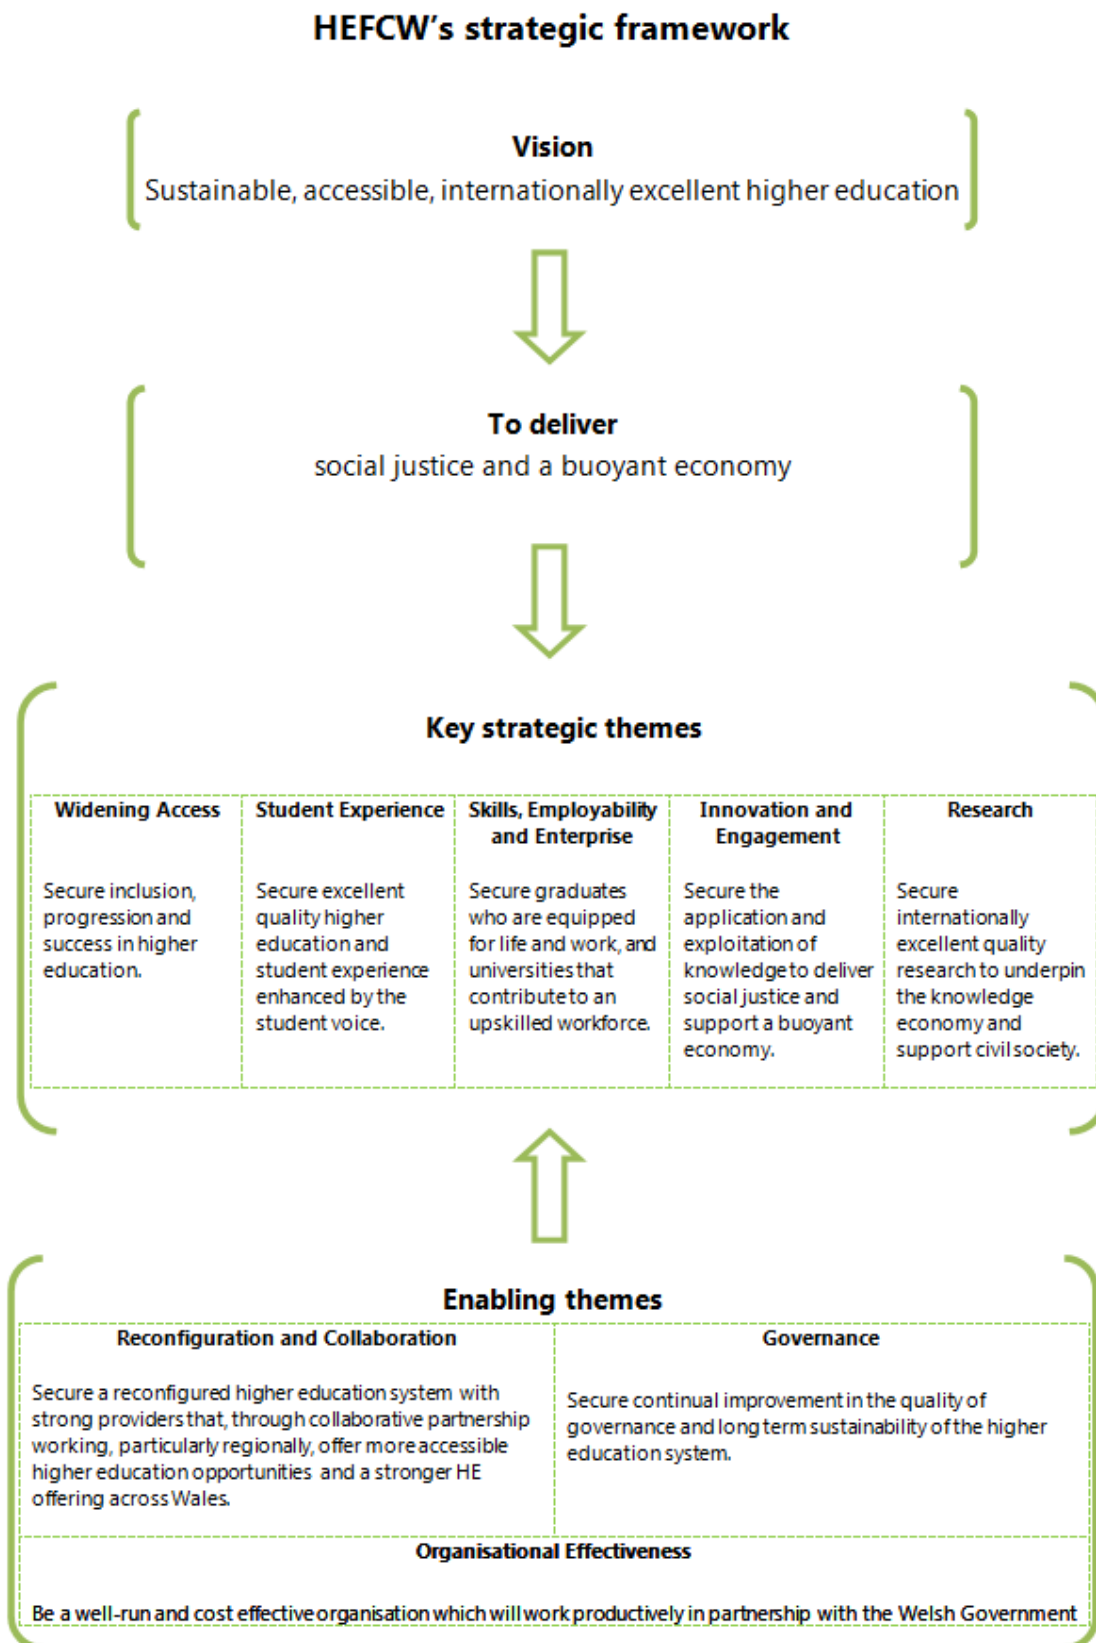 HEFCW's strategic framework
Vision
Sustainable, accessible, internationally excellent higher education
To deliver
social justice and a buoyant economy
Key strategic themes
Widening Access
Secure inclusion,
progression and
success in higher
education.
Student Experience
Secure excellent
quality higher
education and
student experience
enhanced by the
student voice.
Skills, Employability
and Enterprise
Secure graduates
who are equipped
for life and work, and
universities that
contribute to an
upskilled workforce.
Innovation and
Engagement
Secure the
application and
exploitation of
knowledge to deliver
social justice and
support a buoyant
economy.
Research
Secure
internationally
excellent quality
research to underpin
the knowledge
economy and
support civil society.
Enabling themes
Reconfiguration and Collaboration
Secure a reconfigured higher education system with
strong providers that, through collaborative partnership
working, particularly regionally, offer more accessible
higher education opportunities and a stronger HE
offering across Wales.
Governance
Secure continual improvement in the quality of
governance and long term sustainability of the higher
education system.
Organisational Effectiveness
Be a well-run and cost effective organisation which will work productively in partnership with the Welsh Government